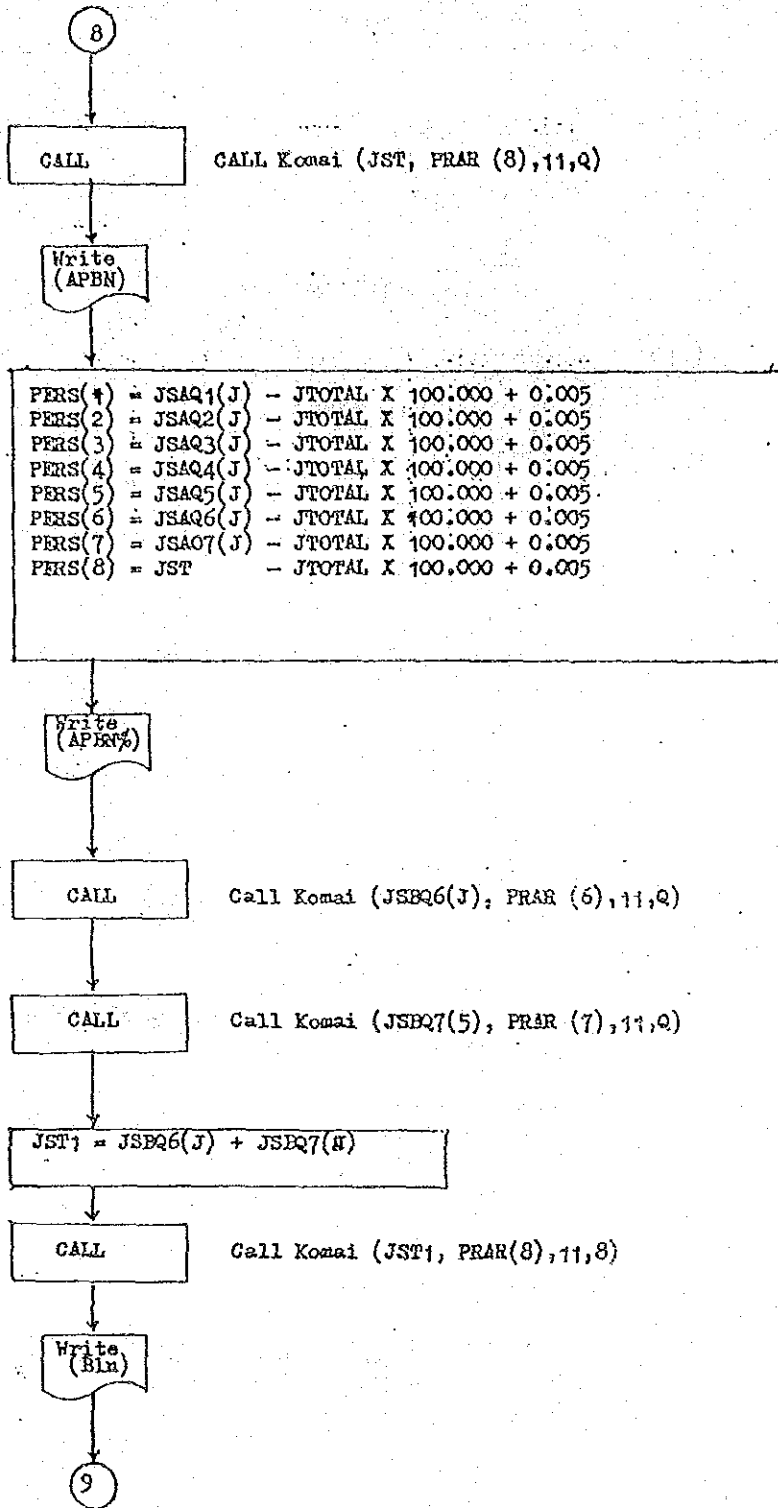 8
CALL CALL Komai (JST, PRAR (8),11,Q)
Write
(APBN)
PERS(1) = JSAQ1(J) - JTOTAL X 100.000 + 0.005
PERS(2) = JSAQ2(J) - JTOTAL X 100.000 + 0.005
PERS(3) = JSAQ3(J) - JTOTAL X 100.000 + 0.005
PERS(4) = JSAQ4(J) - JTOTAL X 100.000 + 0.005
PERS(5) = JSAQ5(J) - JTOTAL X 100.000 + 0.005
PERS(6) = JSAQ6(J) - JTOTAL X 100.000 + 0.005
PERS(7) = JSAO7(J) - JTOTAL X 100.000 + 0.005
PERS(8) = JST - JTOTAL X 100.000 + 0.005
Write
(APBN%)
CALL Call Komai (JSBQ6(J), PRAR (6),11,Q)
CALL Call Komai (JSBQ7(5), PRAR (7),11,Q)
JST1 = JSBQ6(J) + JSBQ7(N)
CALL Call Komai (JST1, PRAR(8),11,8)
Write
(Bln)
9